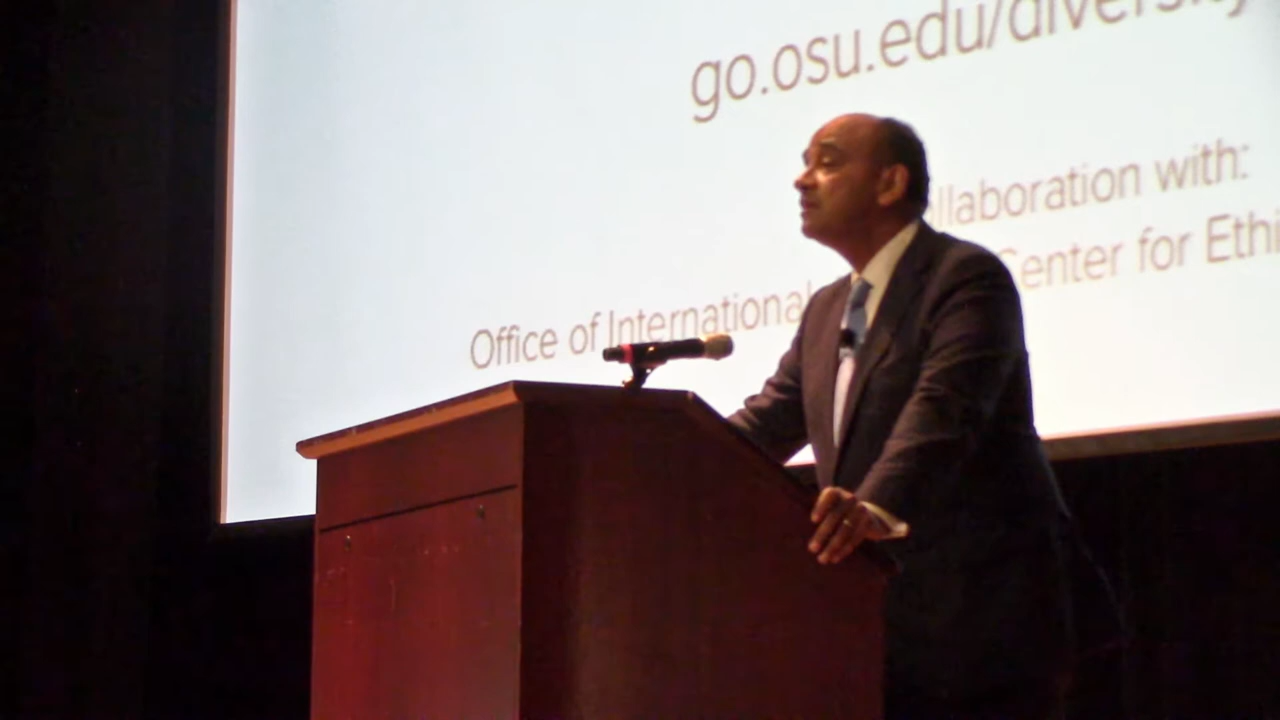 go.osu.edu/diversity
llaboration with:
Office of International
Center for Ethi